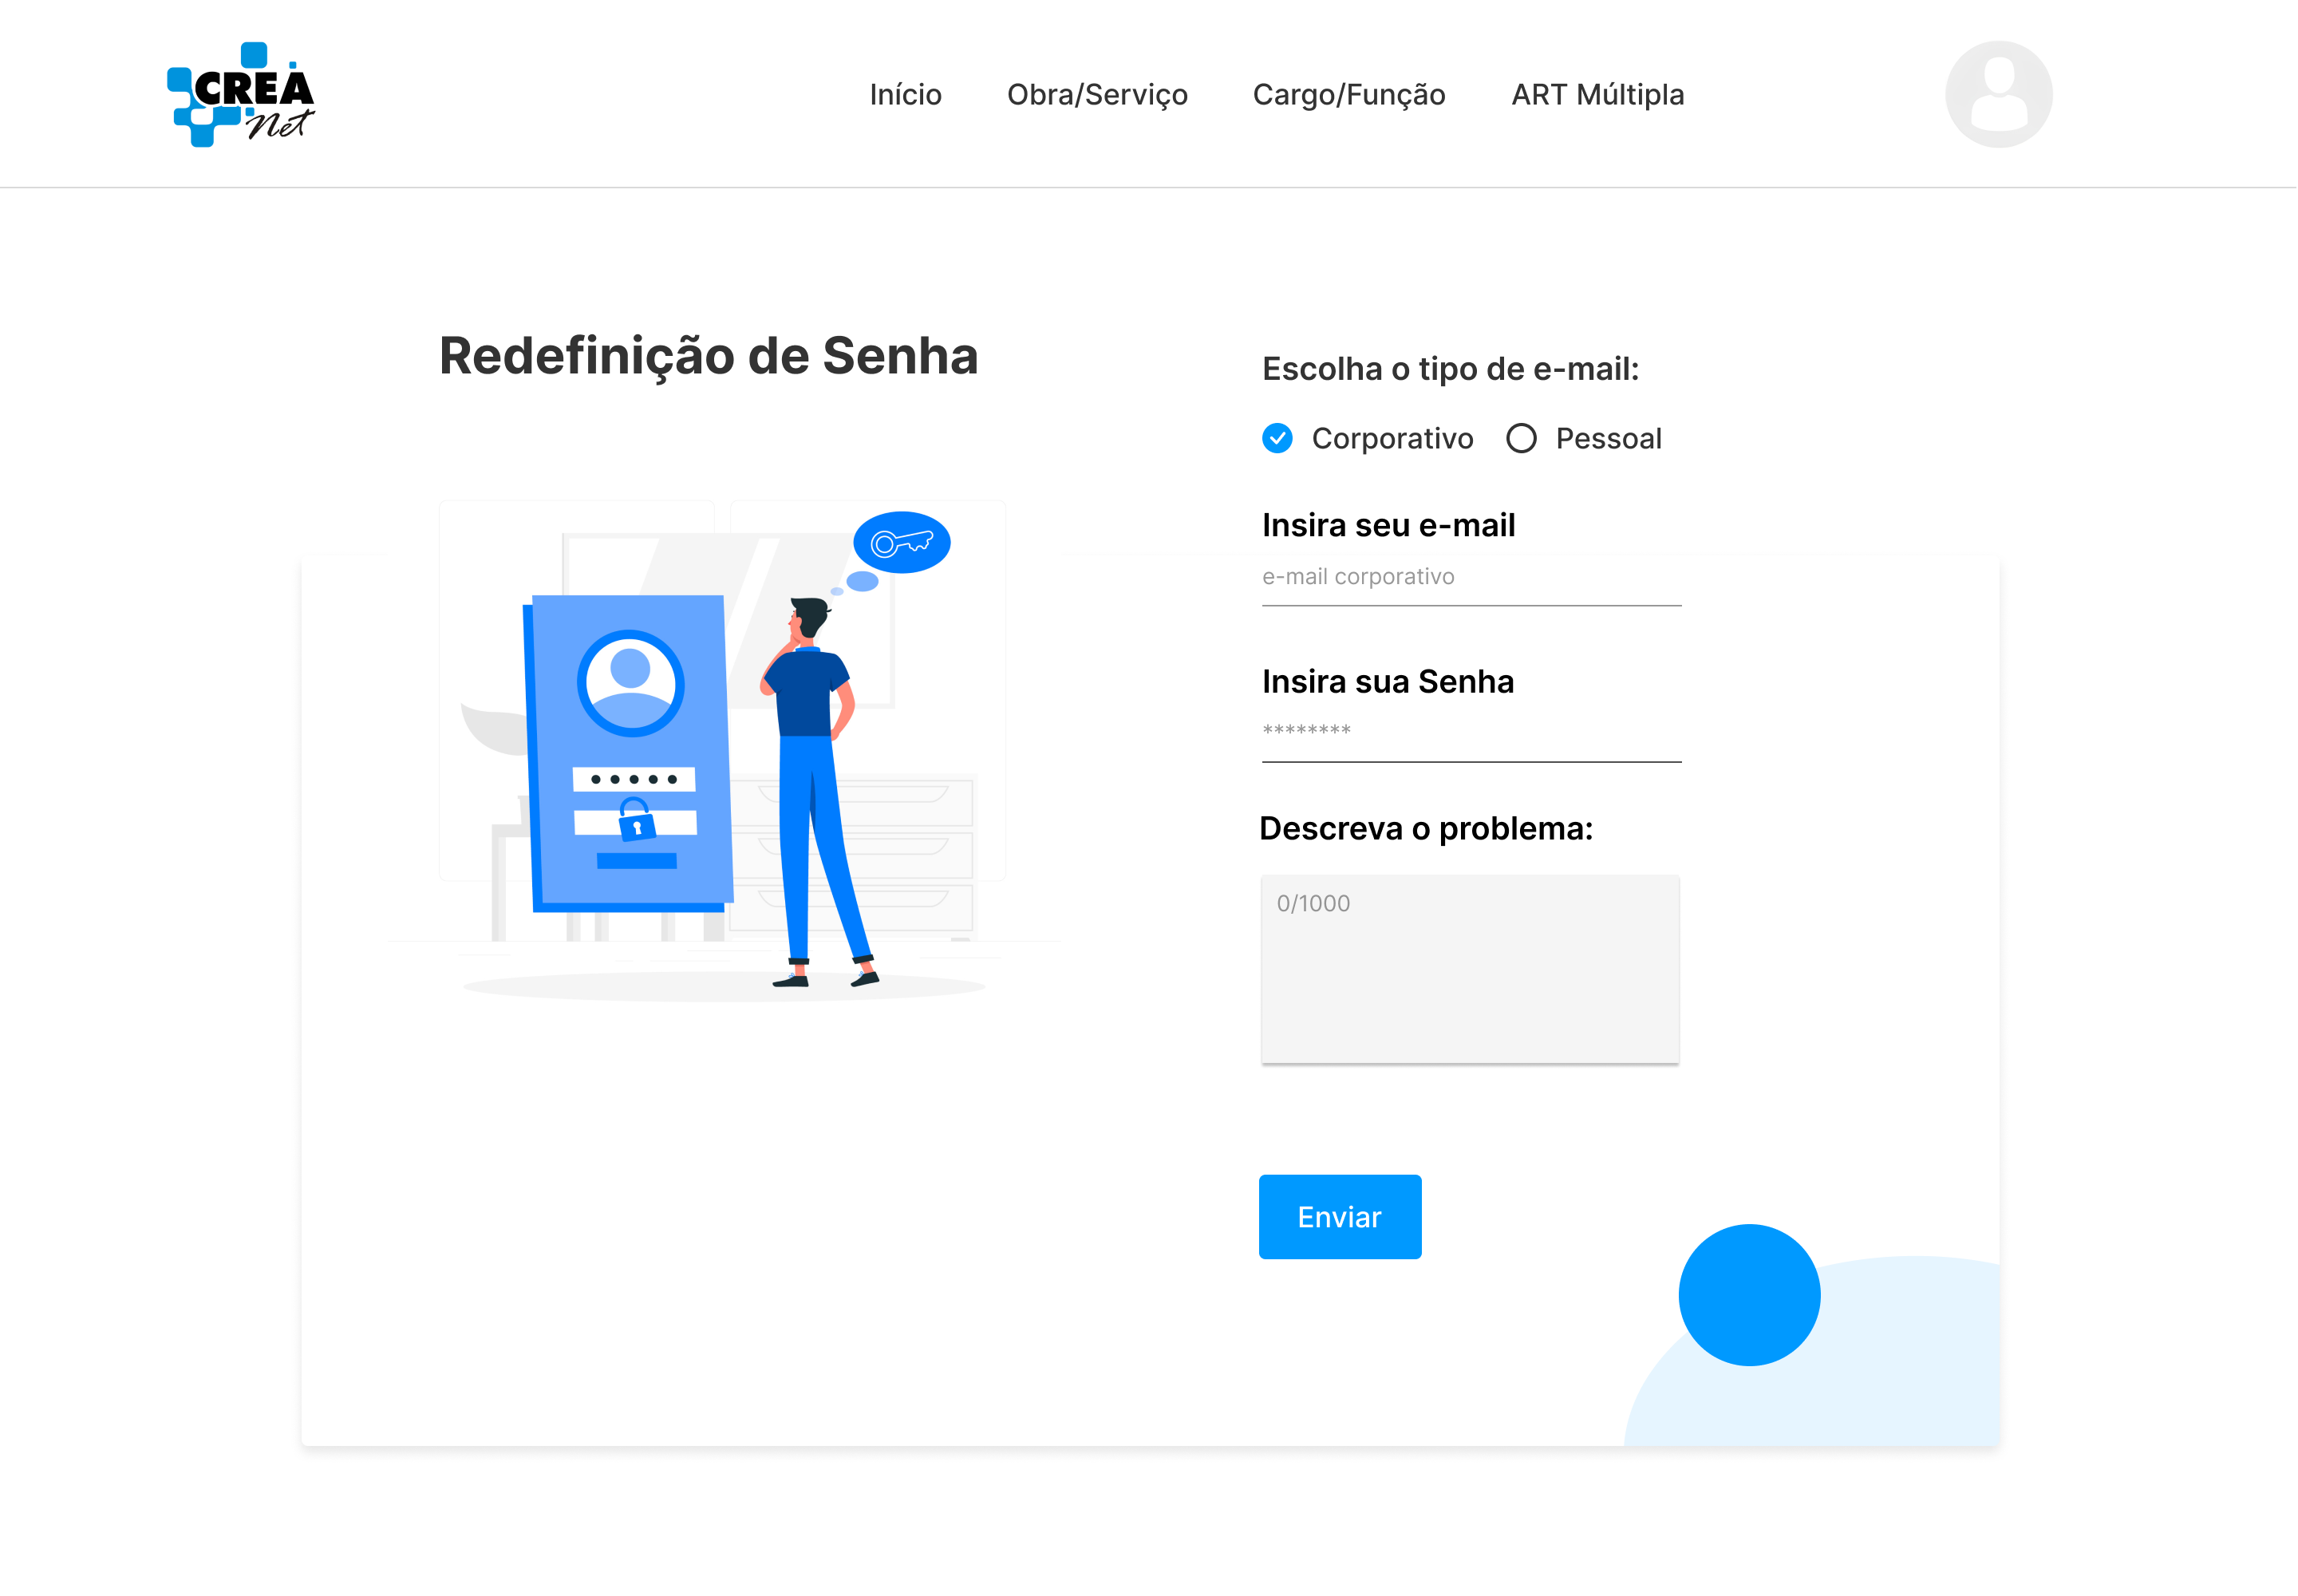 CREA
Net
Início Obra/Serviço Cargo/Função ART Múltipla
Redefinição de Senha
Escolha o tipo de e-mail:
Corporativo Pessoal
Insira seu e-mail
e-mail corporativo
Insira sua Senha
********
Descreva o problema:
0/1000
Enviar